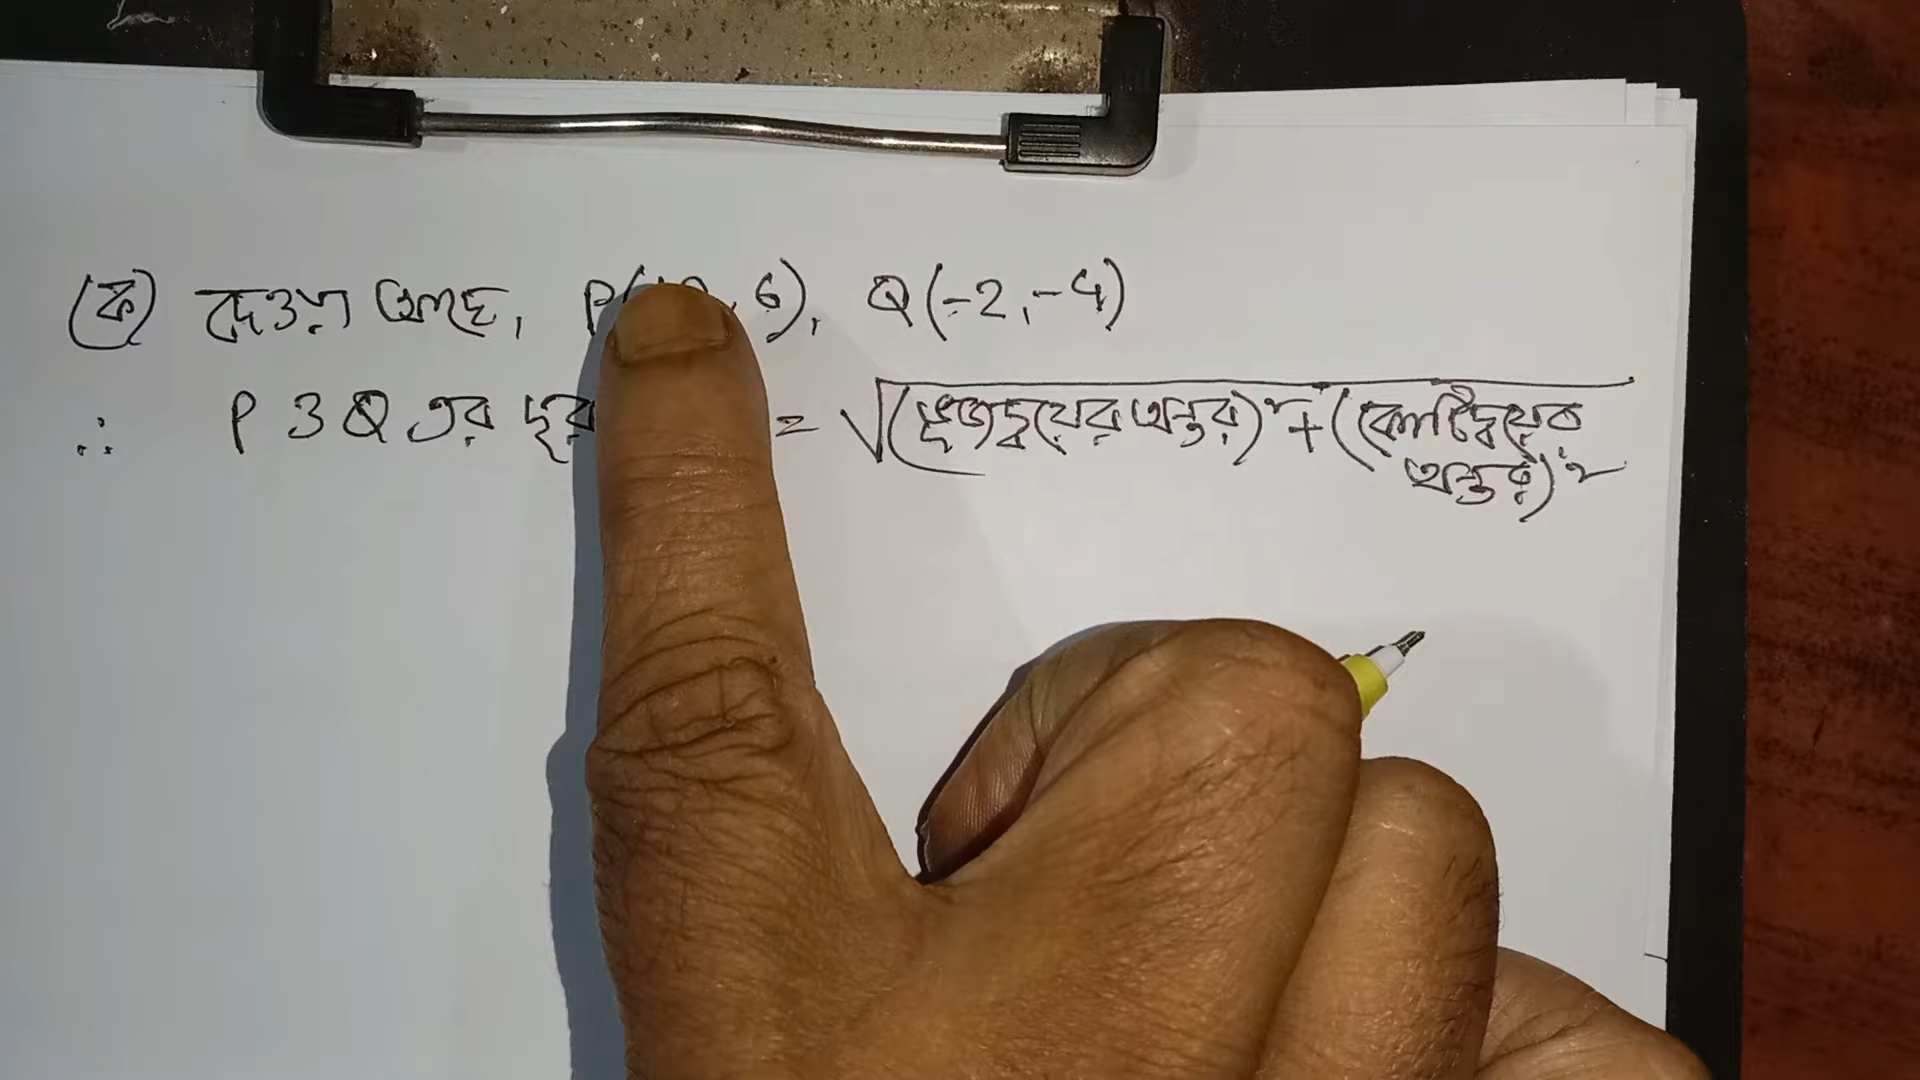 (ক) দেওয়া আছে, P( , 6), Q(-2, -4)
∴ P ও Q এর = √(ভূজদ্বয়ের অন্তর)² + (কোটিদ্বয়ের
অন্তর)²